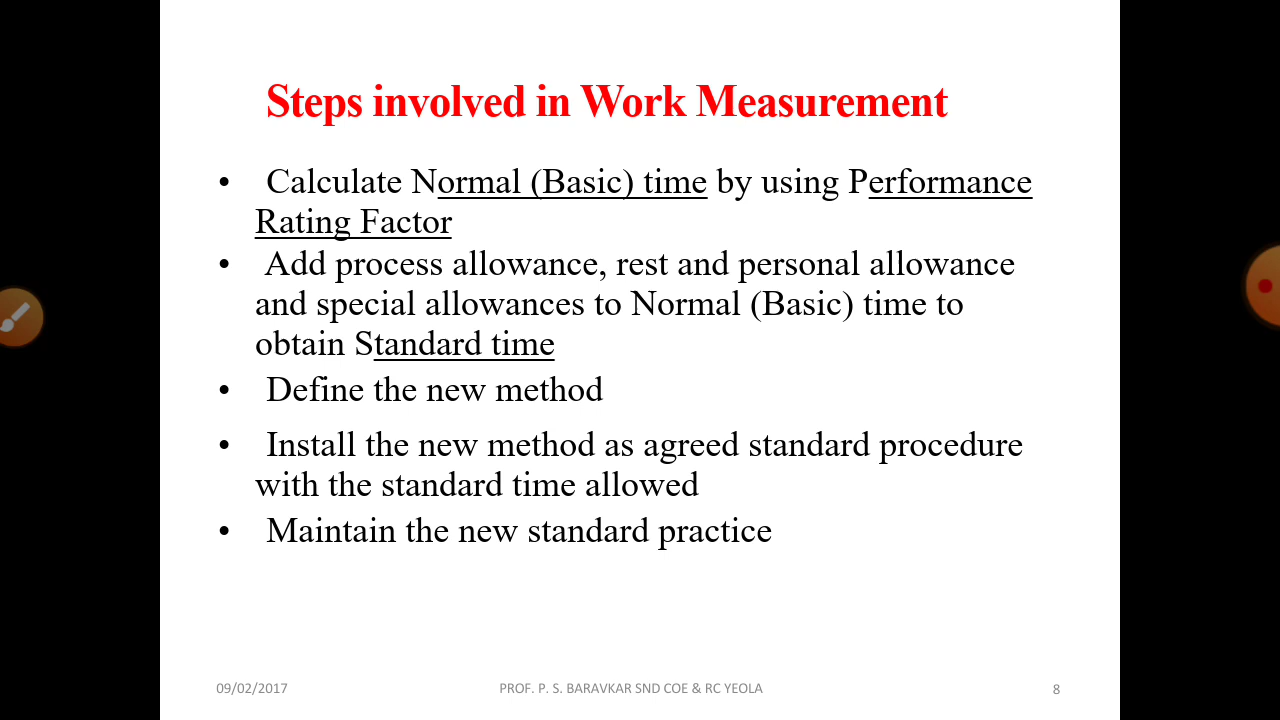 Steps involved in Work Measurement
• Calculate Normal (Basic) time by using Performance
Rating Factor
• Add process allowance, rest and personal allowance
and special allowances to Normal (Basic) time to
obtain Standard time
• Define the new method
• Install the new method as agreed standard procedure
with the standard time allowed
• Maintain the new standard practice
09/02/2017 PROF. P. S. BARAVKAR SND COE & RC YEOLA 8